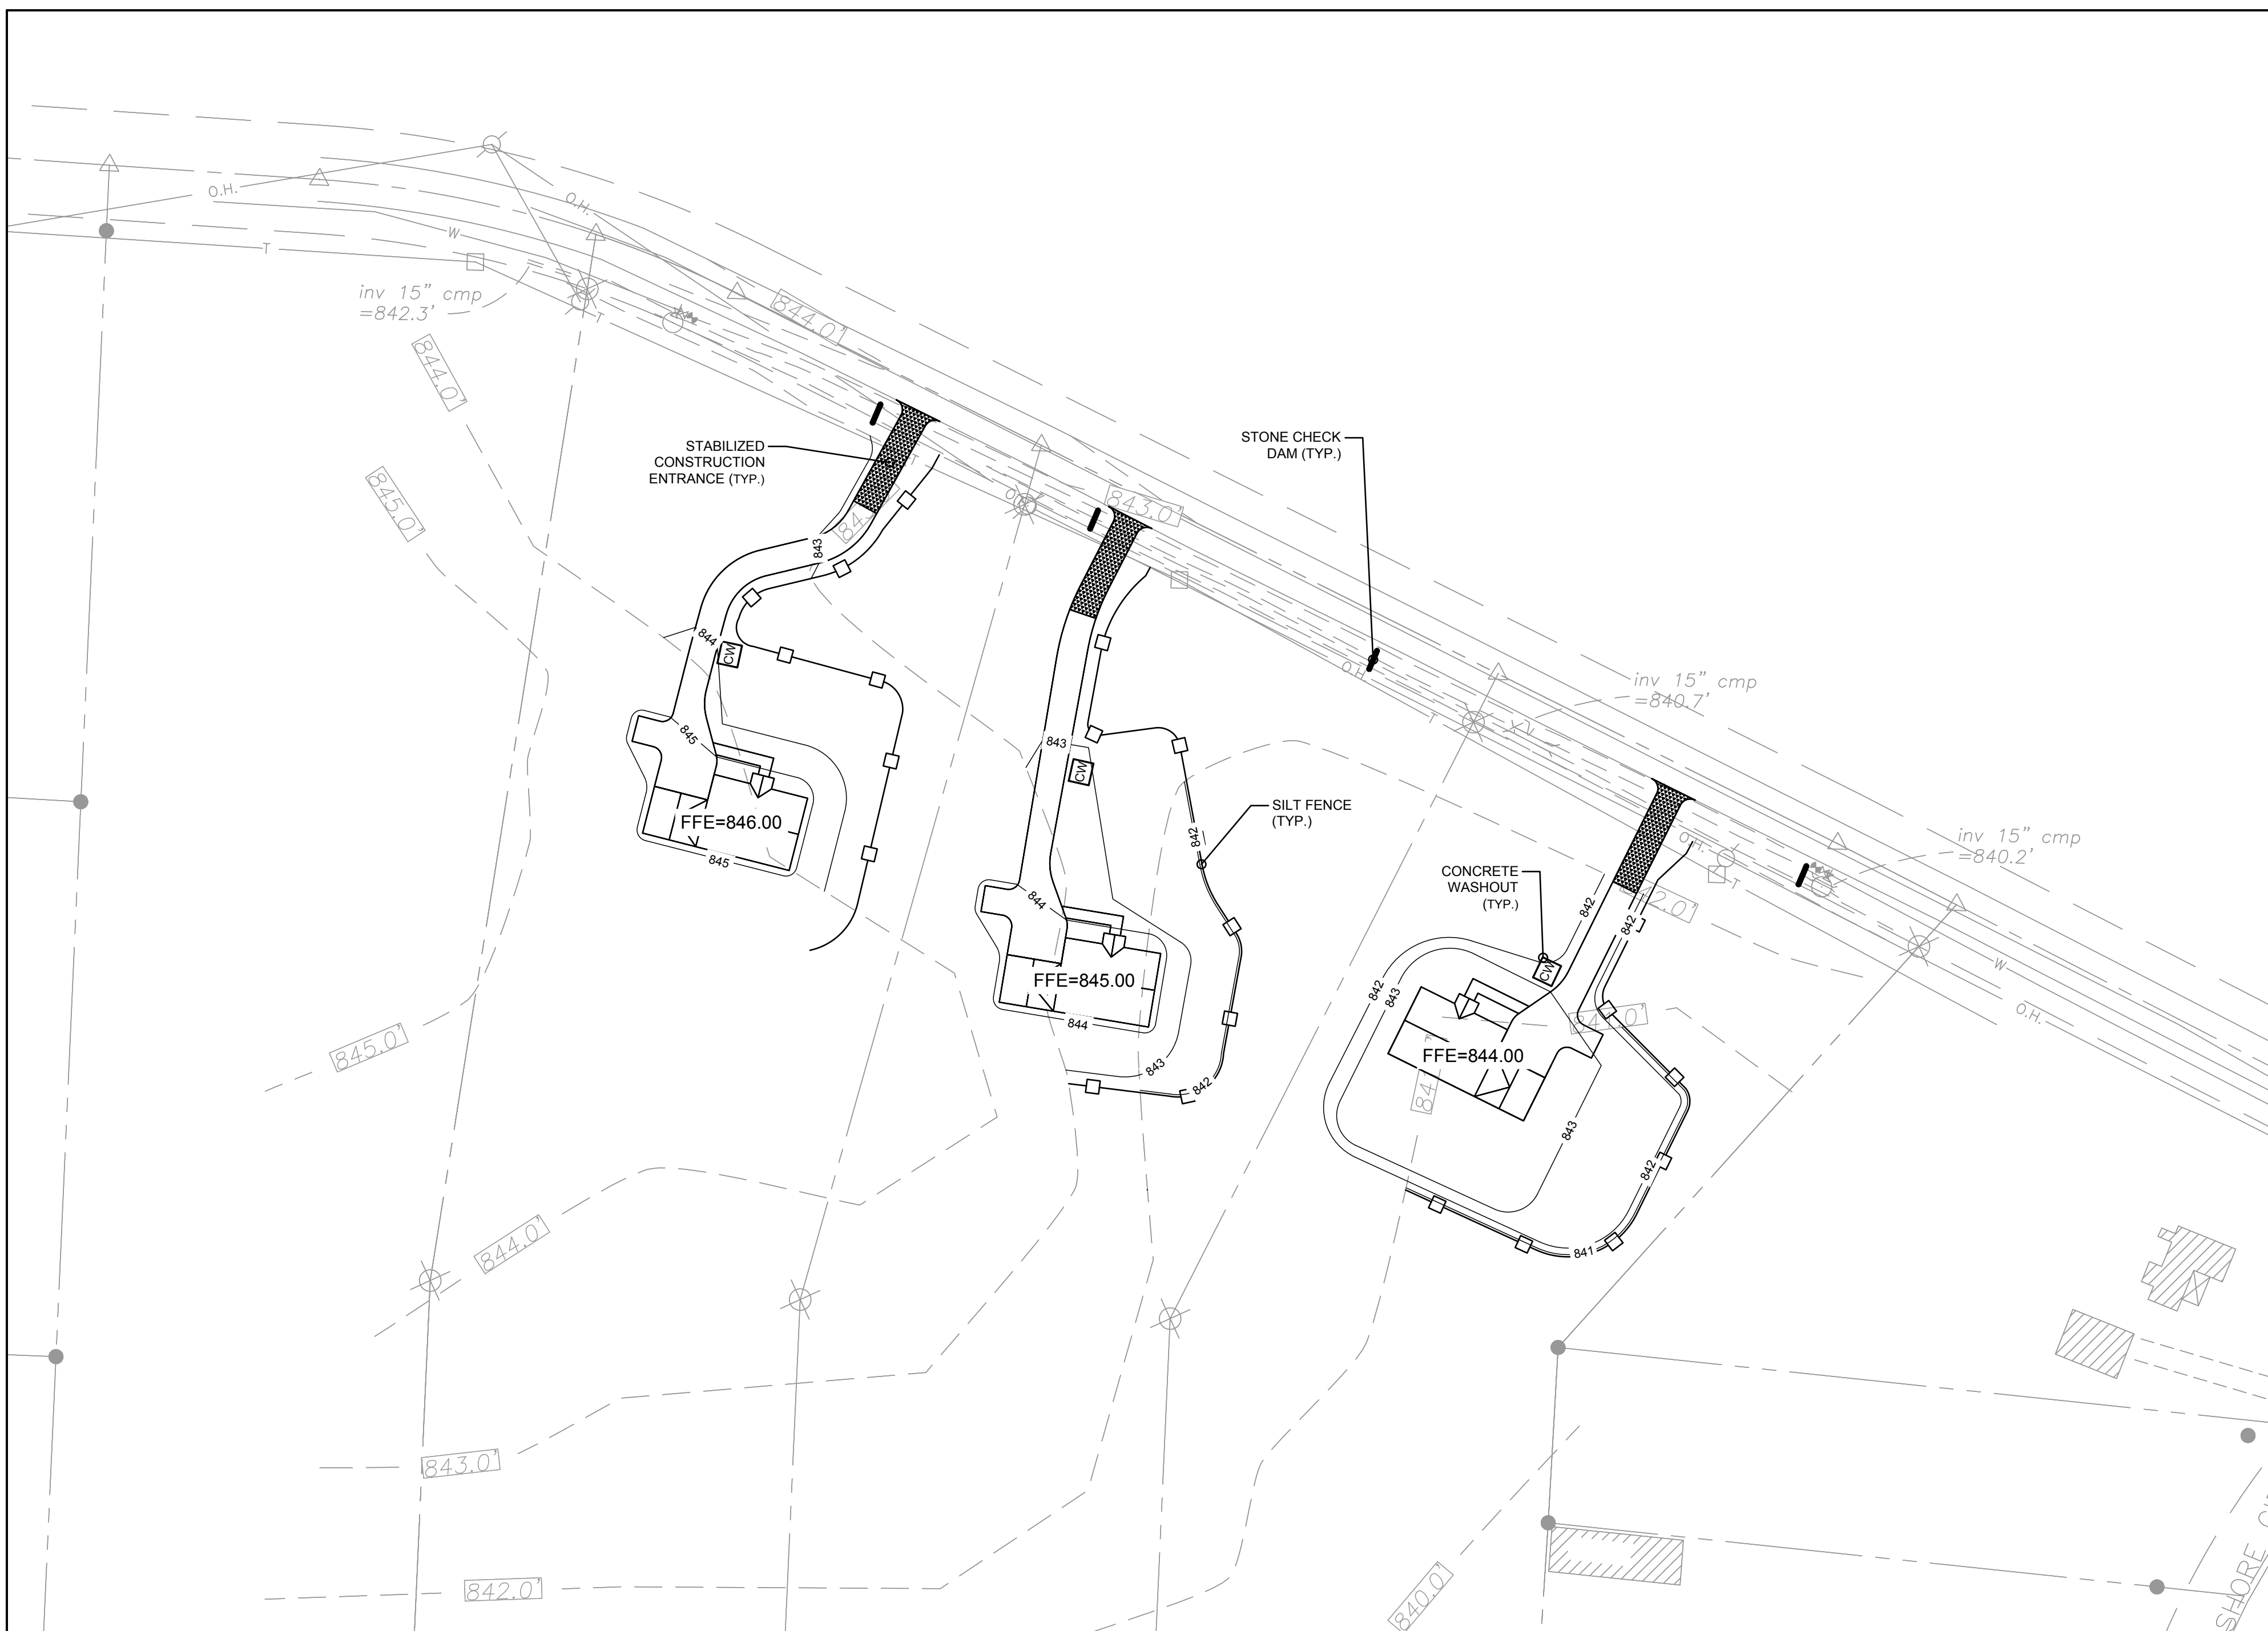 O.H.
O.H.
W
T
inv 15" cmp
=842.3'
T
844.0'
844.0'
845.0'
STABILIZED
CONSTRUCTION
ENTRANCE (TYP.)
T
STONE CHECK
DAM (TYP.)
843.0'
843
844
CW
845
FFE=846.00
845
O.H.
T
inv 15" cmp
=840.7'
843
CW
842
SILT FENCE
(TYP.)
844
FFE=845.00
844
843
842
inv 15" cmp
=840.2'
O.H.
T
CONCRETE
WASHOUT
(TYP.)
842
842
CW
842
843
FFE=844.00
843
842
841
W
O.H.
845.0'
844.0'
843.0'
842.0'
840.0'
SHORE